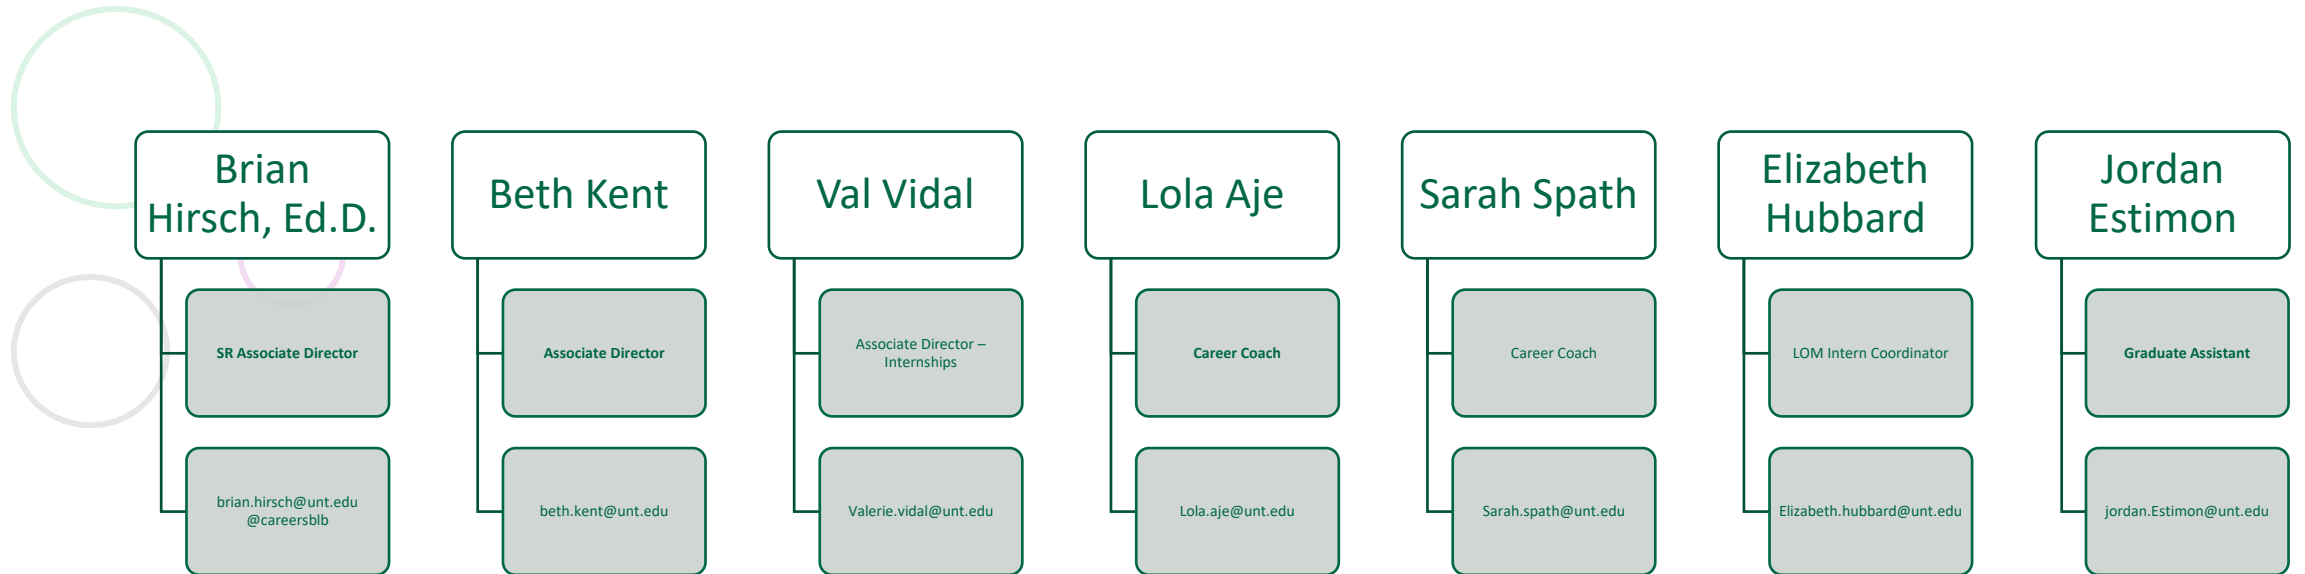 Brian
Hirsch, Ed.D.
SR Associate Director
brian.hirsch@unt.edu
@careersblb
Beth Kent
Associate Director
beth.kent@unt.edu
Val Vidal
Associate Director –
Internships
Valerie.vidal@unt.edu
Lola Aje
Career Coach
Lola.aje@unt.edu
Sarah Spath
Career Coach
Sarah.spath@unt.edu
Elizabeth
Hubbard
LOM Intern Coordinator
Elizabeth.hubbard@unt.edu
Jordan
Estimon
Graduate Assistant
jordan.Estimon@unt.edu